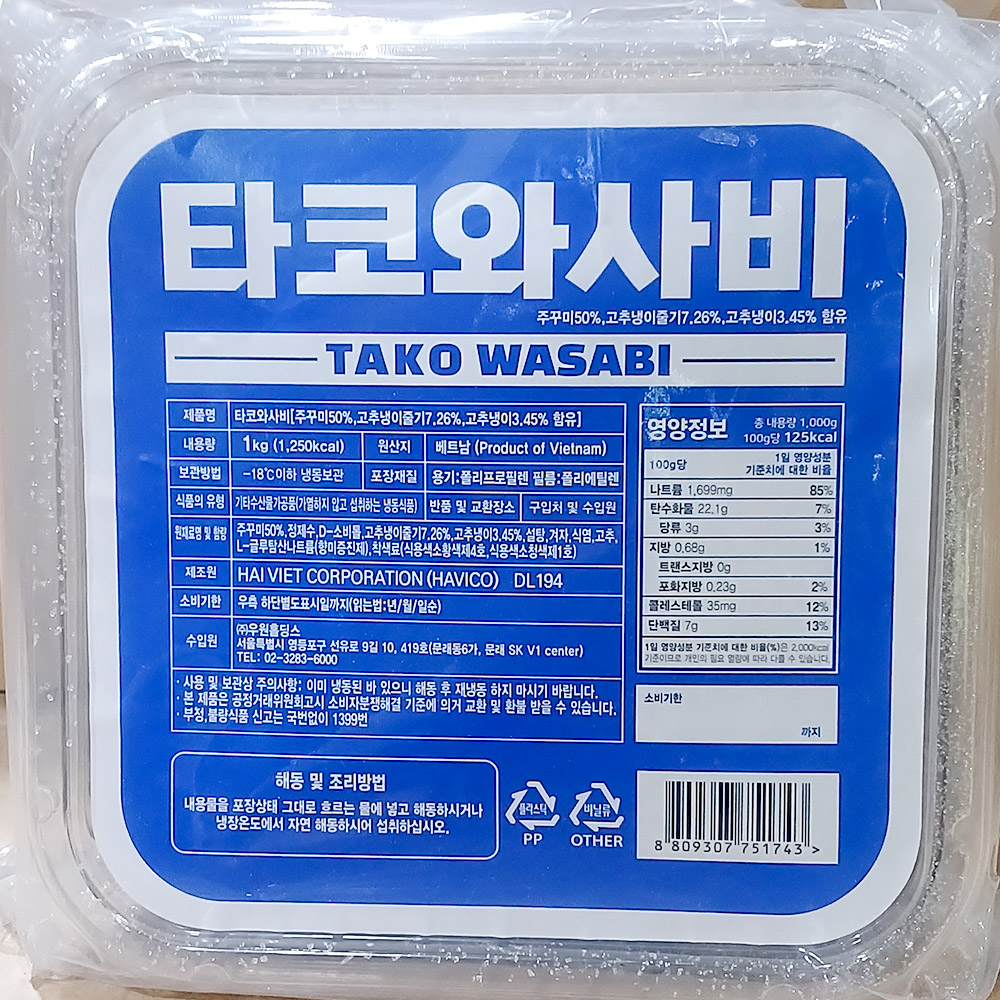 타코와사비
주꾸미50%,고추냉이줄기7.26%,고추냉이3.45% 함유
TAKO WASABI
제품명 타코와사비[주꾸미50%,고추냉이줄기7.26%,고추냉이3.45% 함유]
내용량 1kg (1,250kcal) 원산지 베트남 (Product of Vietnam)
보관방법 -18℃이하 냉동보관 포장재질 용기:폴리프로필렌 필름:폴리에틸렌
식품의 유형 기타수산물가공품(가열하지 않고 섭취하는 냉동식품) 반품 및 교환장소 구입처 및 수입원
원재료명 및 함량 주꾸미50%,정제수,D-소비톨,고추냉이줄기7.26%,고추냉이3.45%,설탕,겨자,식염,고추,
L-글루탐산나트륨(향미증진제),착색료(식용색소황색제4호,식용색소청색제1호)
제조원 HAI VIET CORPORATION (HAVICO) DL194
소비기한 우측 하단별도표시일까지(읽는법:년/월/일순)
수입원 ㈜우원홀딩스
서울특별시 영등포구 선유로 9길 10, 419호(문래동6가, 문래 SK V1 center)
TEL: 02-3283-6000
· 사용 및 보관상 주의사항: 이미 냉동된 바 있으니 해동 후 재냉동 하지 마시기 바랍니다.
· 본 제품은 공정거래위원회고시 소비자분쟁해결 기준에 의거 교환 및 환불 받을 수 있습니다.
· 부정,불량식품 신고는 국번없이 1399번
영양정보 총 내용량 1,000g
100g당 125kcal
100g당 1일 영양성분
기준치에 대한 비율
나트륨 1,699mg 85%
탄수화물 22.1g 7%
당류 3g 3%
지방 0.68g 1%
트랜스지방 0g
포화지방 0.23g 2%
콜레스테롤 35mg 12%
단백질 7g 13%
1일 영양성분 기준치에 대한 비율(%)은 2,000kcal
기준이므로 개인의 필요 열량에 따라 다를 수 있습니다.
소비기한
까지
해동 및 조리방법
내용물을 포장상태 그대로 흐르는 물에 넣고 해동하시거나
냉장온도에서 자연 해동하시어 섭취하십시오.
플라스틱
PP
비닐류
OTHER
8 809307 751743 >